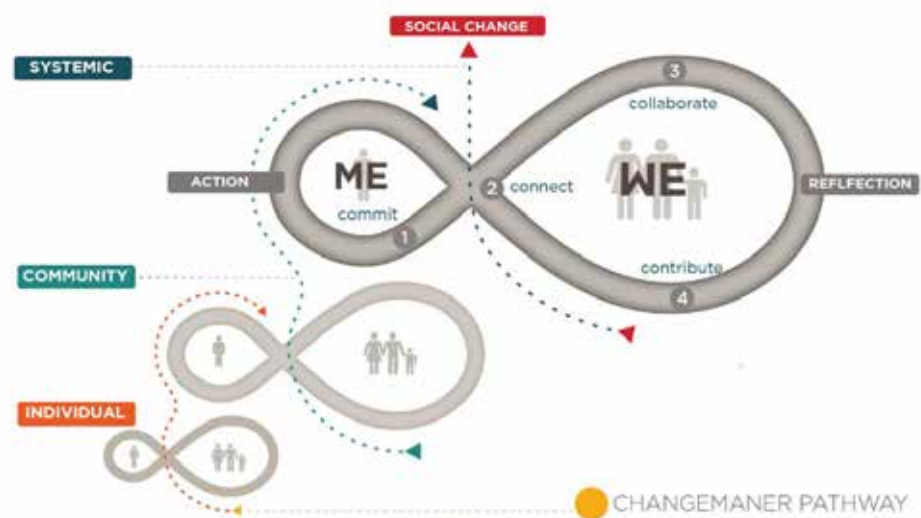 SOCIAL CHANGE
SYSTEMIC
3
collaborate
ACTION
ME
WE
2 connect
REFLFECTION
commit
1
COMMUNITY
contribute
4
INDIVIDUAL
CHANGEMANER PATHWAY